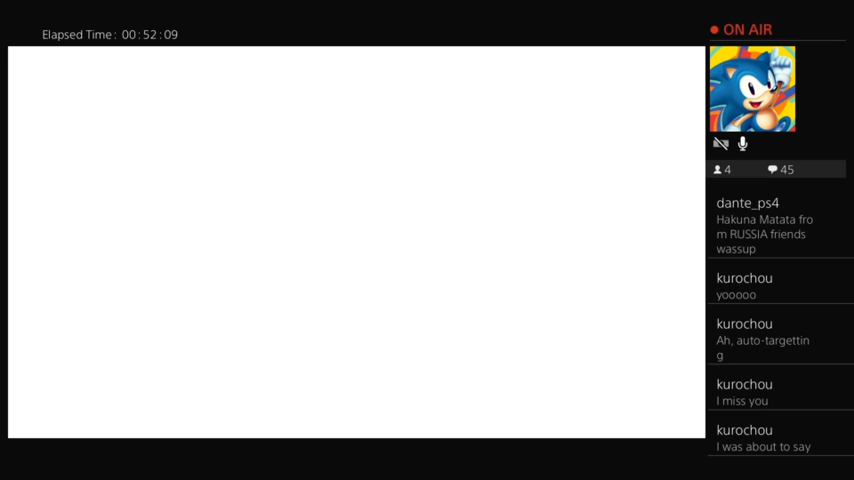 Elapsed Time: 00:52:09
ON AIR
4 45
dante_ps4
Hakuna Matata fro
m RUSSIA friends
wassup
kurochou
yooooo
kurochou
Ah, auto-targettin
g
kurochou
I miss you
kurochou
I was about to say